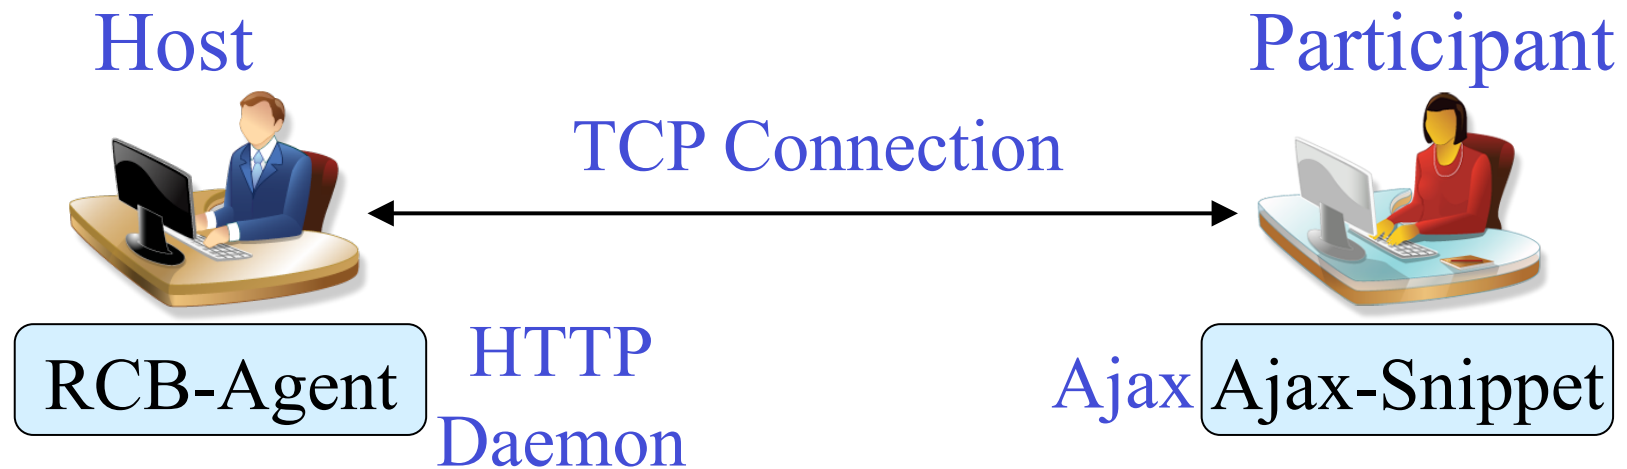 Host
Participant
TCP Connection
RCB-Agent
HTTP
Daemon
Ajax
Ajax-Snippet